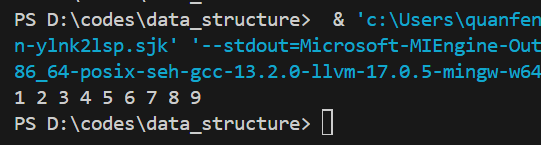 PS D:\codes\data_structure>  & 'c:\Users\quanfen
n-ylnk2lsp.sjk' '--stdout=Microsoft-MIEngine-Out
86_64-posix-seh-gcc-13.2.0-llvm-17.0.5-mingw-w64
1 2 3 4 5 6 7 8 9
PS D:\codes\data_structure>